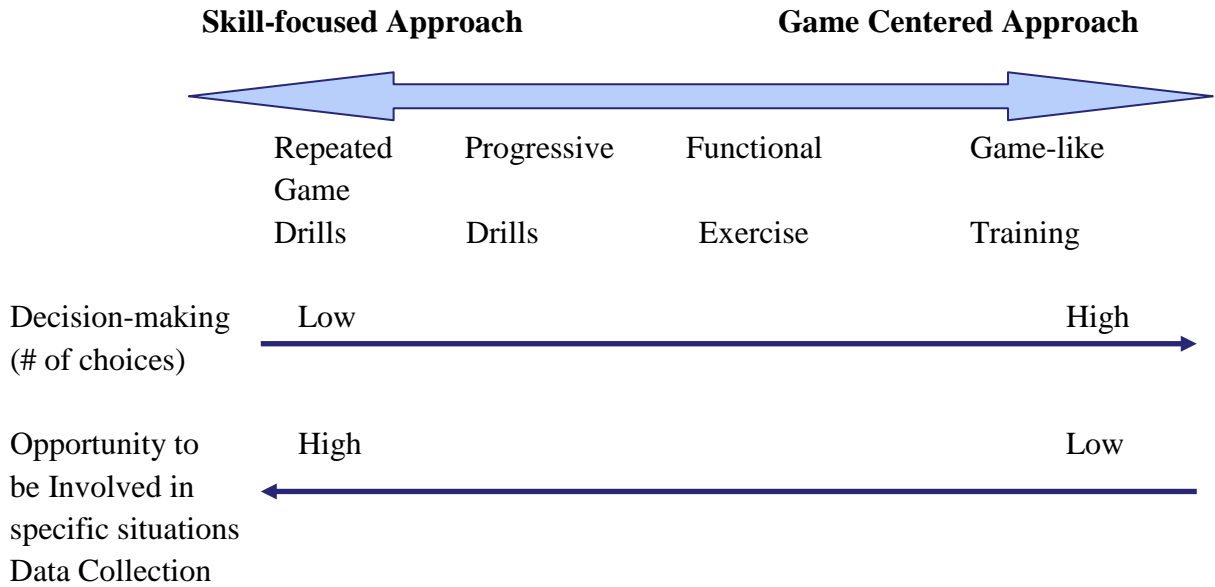 Skill-focused Approach Game Centered Approach
Repeated Progressive Functional Game-like
Game
Drills Drills Exercise Training
Decision-making Low High
(# of choices)
Opportunity to High Low
be Involved in
specific situations
Data Collection